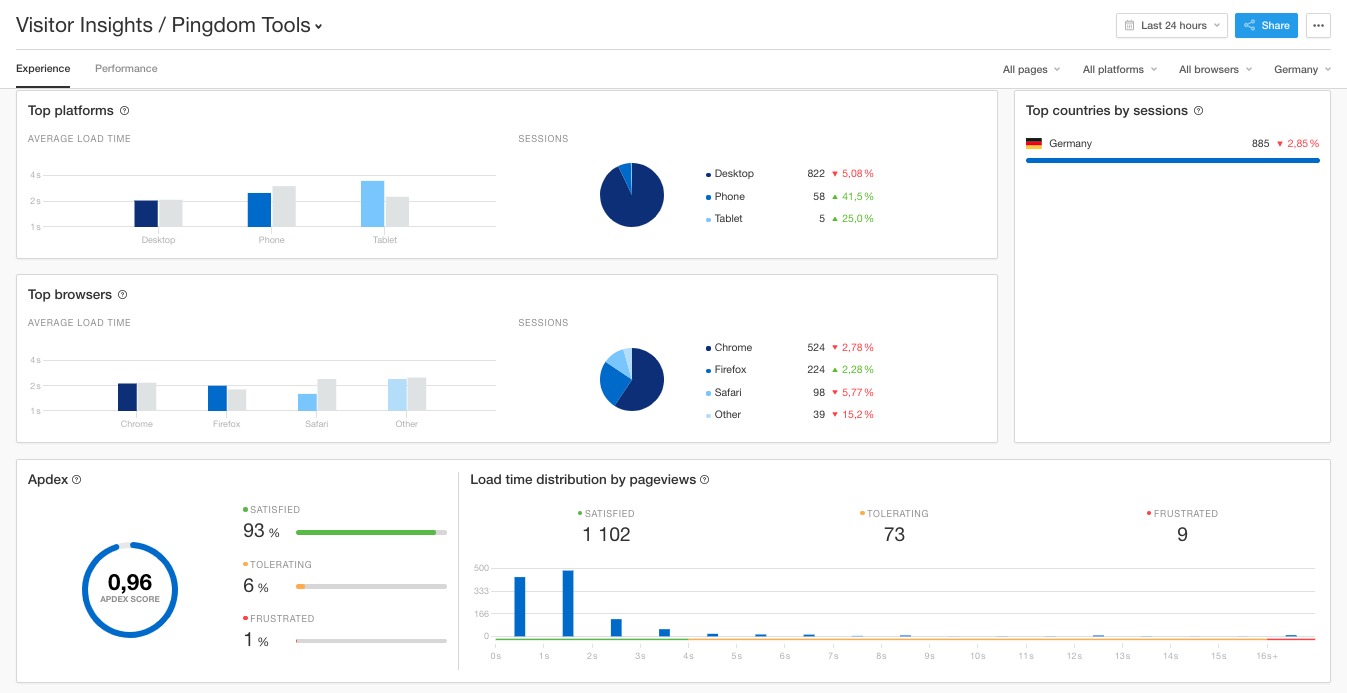 Visitor Insights / Pingdom Tools
Last 24 hours
Share
Experience
Performance
All pages
All platforms
All browsers
Germany
Top platforms
AVERAGE LOAD TIME
4s
2s
1s
Desktop
Phone
Tablet
SESSIONS
Desktop 822 5,08 %
Phone 58 41,5 %
Tablet 5 25,0 %
Top countries by sessions
Germany 885 2,85 %
Top browsers
AVERAGE LOAD TIME
4s
2s
1s
Chrome
Firefox
Safari
Other
SESSIONS
Chrome 524 2,78 %
Firefox 224 2,28 %
Safari 98 5,77 %
Other 39 15,2 %
Apdex
0,96
APDEX SCORE
SATISFIED
93 %
TOLERATING
6 %
FRUSTRATED
1 %
Load time distribution by pageviews
SATISFIED
1 102
TOLERATING
73
FRUSTRATED
9
500
333
166
0
0s 1s 2s 3s 4s 5s 6s 7s 8s 9s 10s 11s 12s 13s 14s 15s 16s+